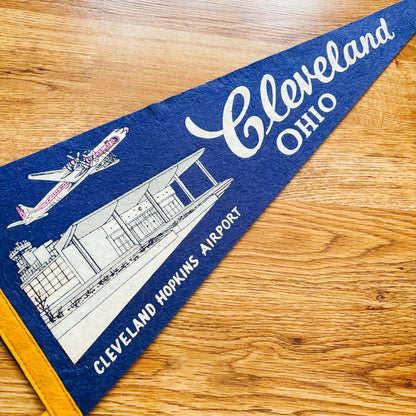 Cleveland
OHIO
CLEVELAND HOPKINS AIRPORT